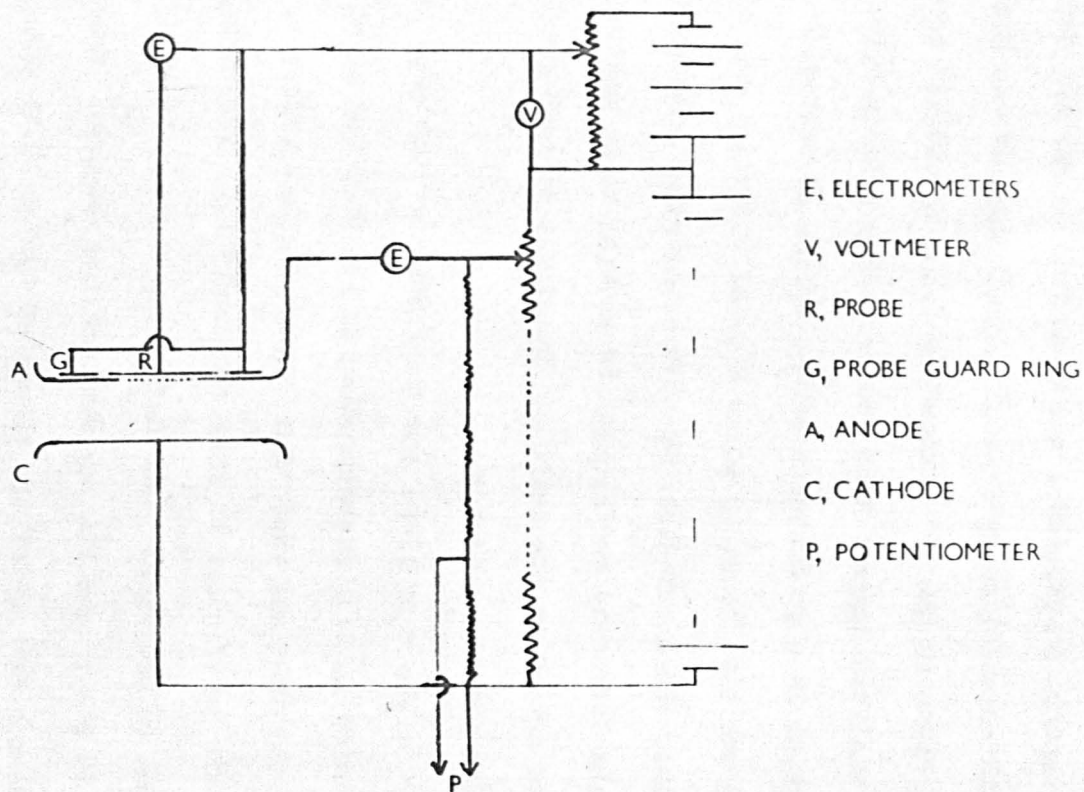 E
V
E
A
G
R
C
P
E, ELECTROMETERS
V, VOLTMETER
R, PROBE
G, PROBE GUARD RING
A, ANODE
C, CATHODE
P, POTENTIOMETER